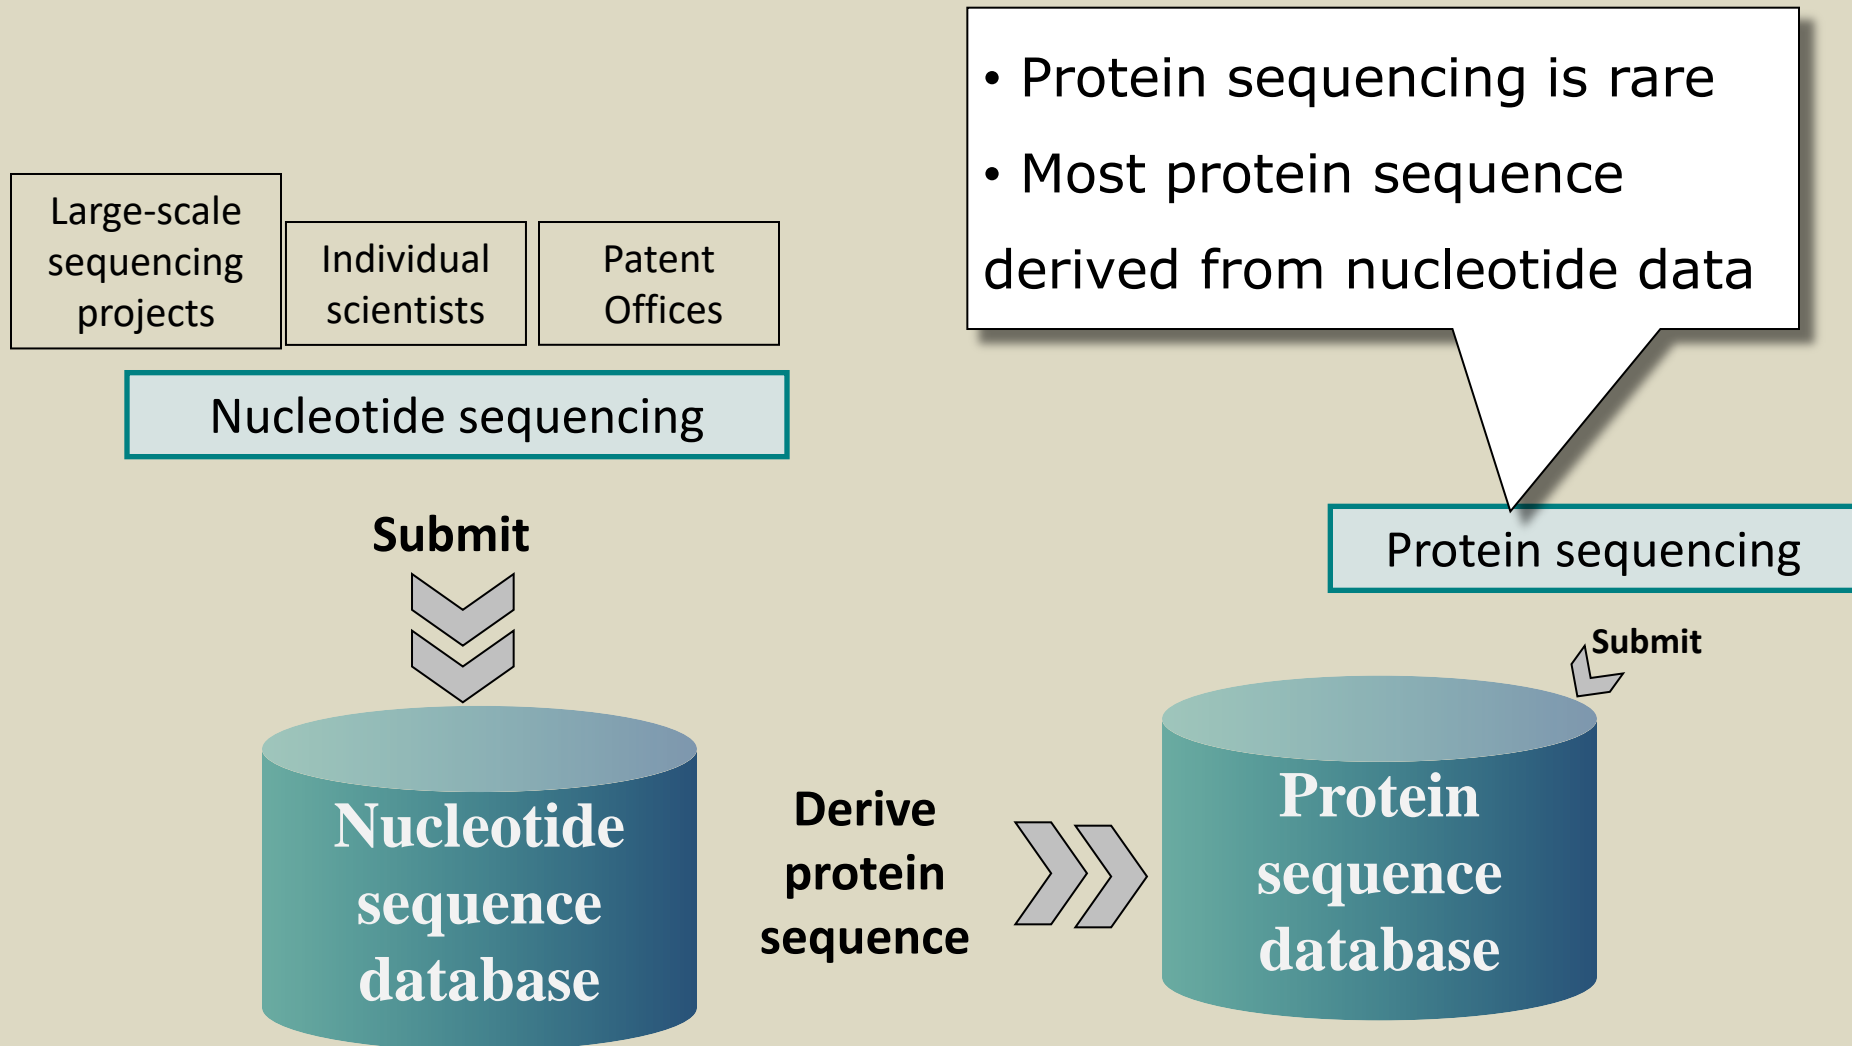 • Protein sequencing is rare
• Most protein sequence
derived from nucleotide data
Large-scale
sequencing
projects
Individual
scientists
Patent
Offices
Nucleotide sequencing
Submit
Protein sequencing
Submit
Nucleotide
sequence
database
Derive
protein
sequence
Protein
sequence
database